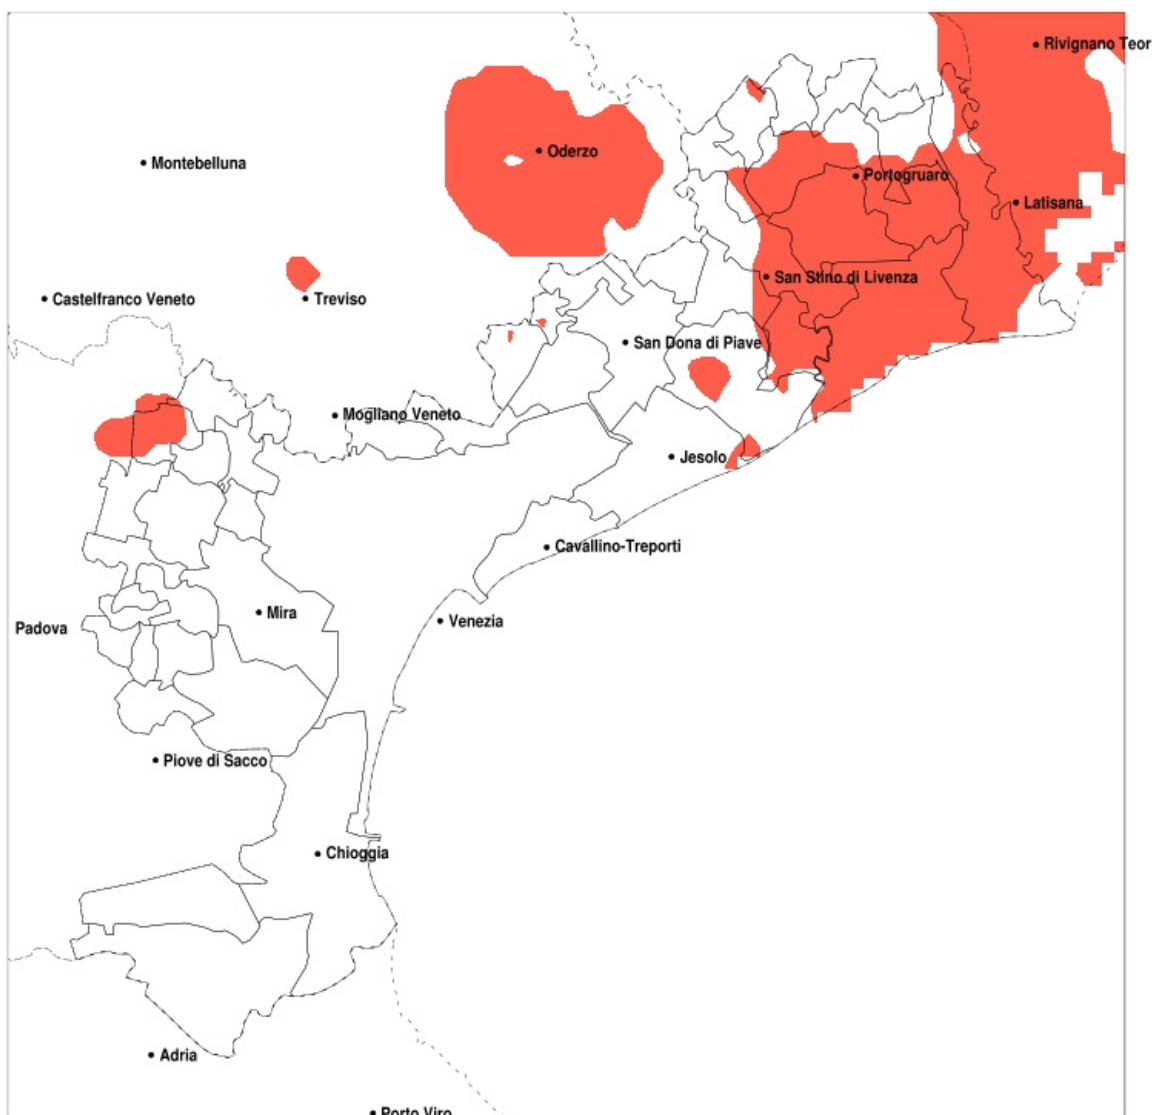 Rivignano Teor
Oderzo
Montebelluna
Portogruaro
Latisana
San Stino di Livenza
Castelfranco Veneto
Treviso
San Dona di Piave
Mogliano Veneto
Jesolo
Cavallino-Treporti
Mira
Venezia
Padova
Piove di Sacco
Chioggia
Adria
Porto Viro